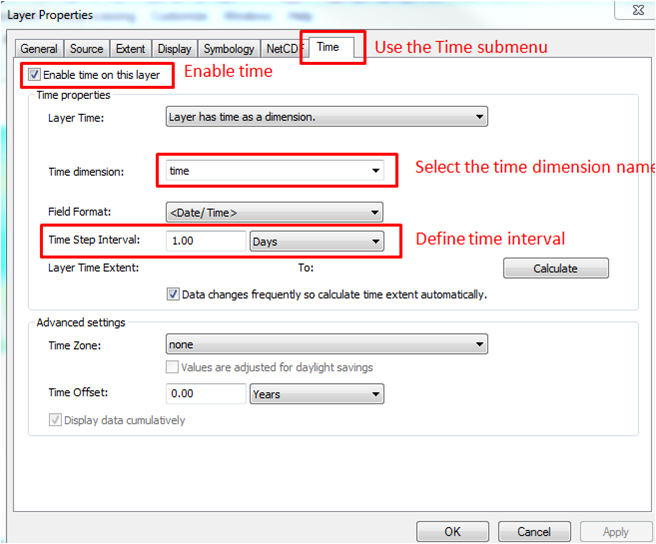 Layer Properties
General Source Extent Display Symbology NetCDF Time Use the Time submenu
Enable time on this layer Enable time
Time properties
Layer Time: Layer has time as a dimension.
Time dimension: time Select the time dimension name
Field Format: <Date/Time>
Time Step Interval: 1.00 Days Define time interval
Layer Time Extent: To: Calculate
Data changes frequently so calculate time extent automatically.
Advanced settings
Time Zone: none
Values are adjusted for daylight savings
Time Offset: 0.00 Years
Display data cumulatively
OK Cancel Apply